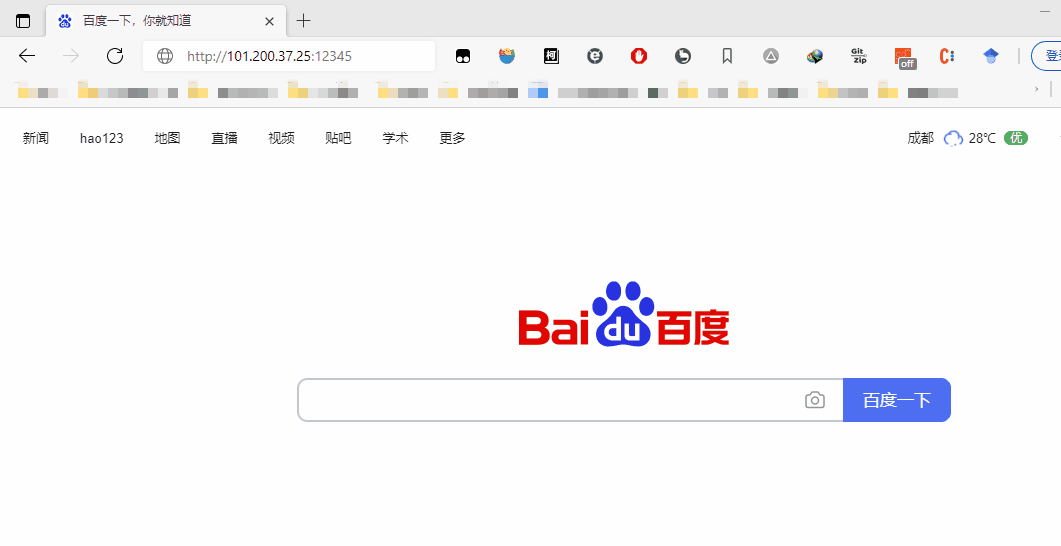 百度一下，你就知道
http://101.200.37.25:12345
柯
Git
Zip
off
登
新闻 hao123 地图 直播 视频 贴吧 学术 更多 成都 28℃ 优
Bai du 百度
百度一下